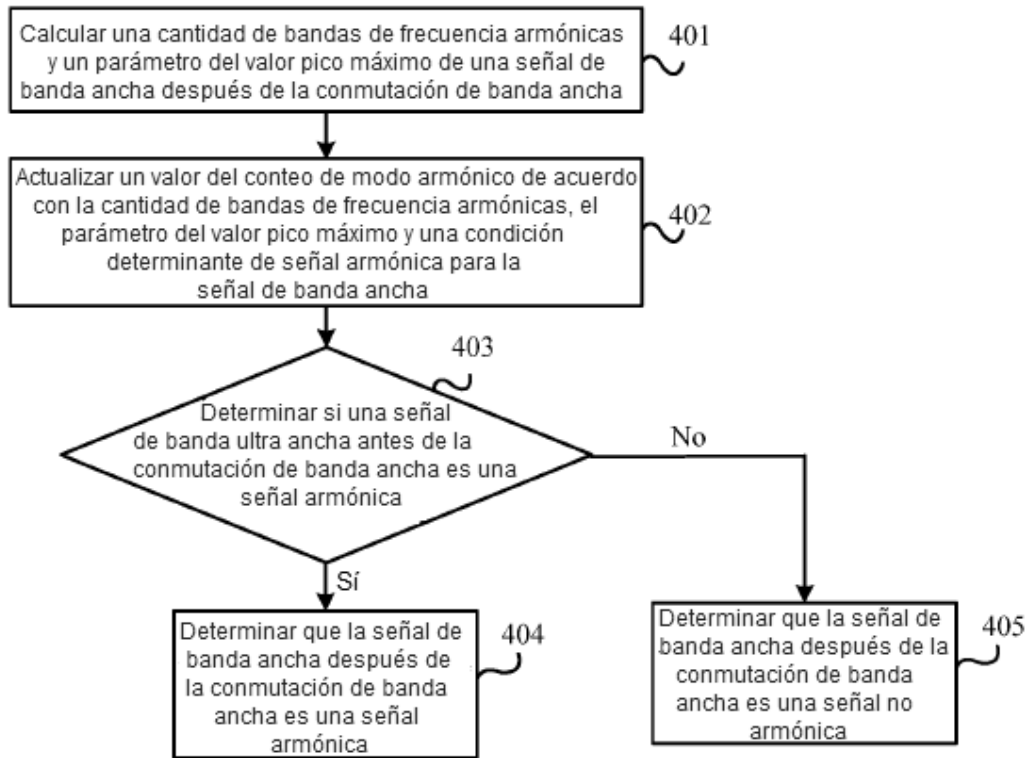 Calcular una cantidad de bandas de frecuencia armónicas
y un parámetro del valor pico máximo de una señal de
banda ancha después de la conmutación de banda ancha
401
Actualizar un valor del conteo de modo armónico de acuerdo
con la cantidad de bandas de frecuencia armónicas, el
parámetro del valor pico máximo y una condición
determinante de señal armónica para la
señal de banda ancha
402
403
Determinar si una señal
de banda ultra ancha antes de la
conmutación de banda ancha es una
señal armónica
No
Sí
Determinar que la señal de
banda ancha después de
la conmutación de banda
ancha es una señal
armónica
404
Determinar que la señal de
banda ancha después de la
conmutación de banda
ancha es una señal no
armónica
405